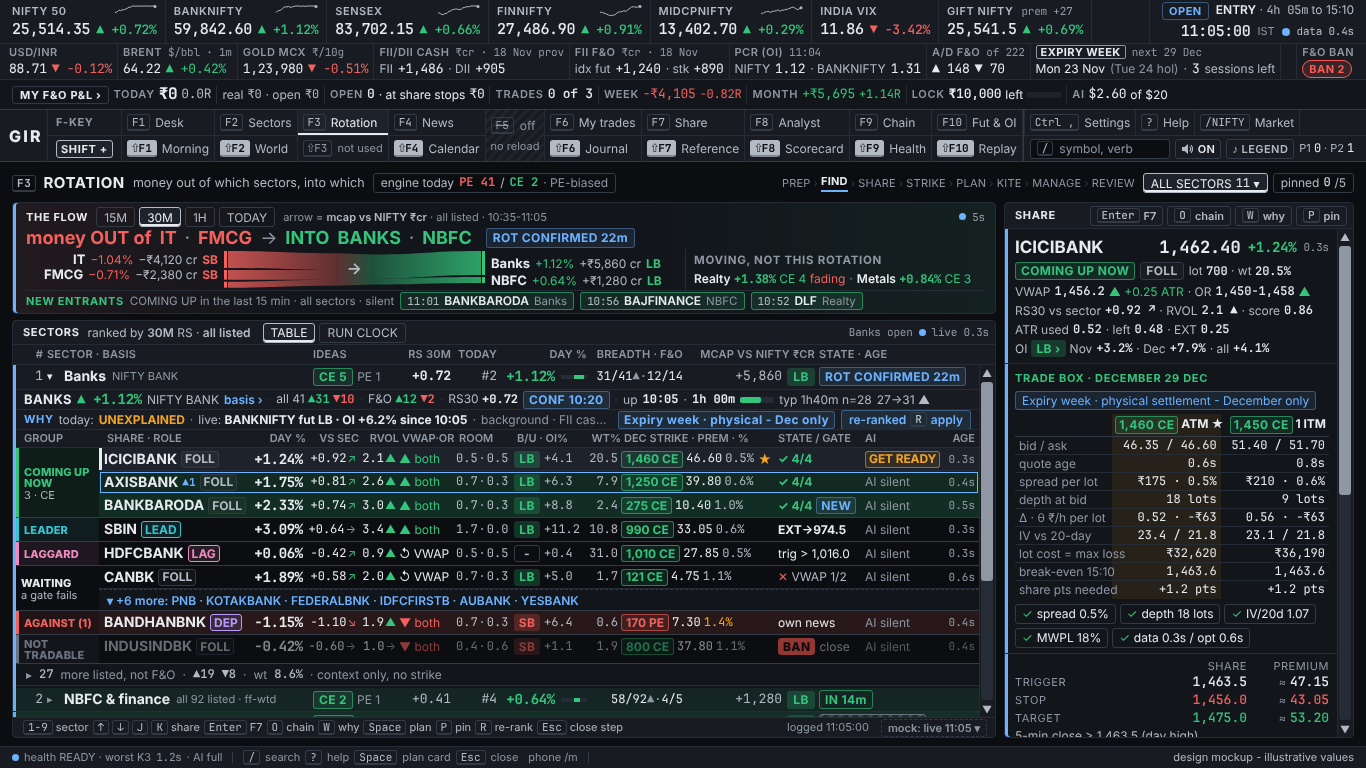 NIFTY 50 BANKNIFTY SENSEX FINNIFTY MIDCPNIFTY INDIA VIX GIFT NIFTY prem +27 OPEN ENTRY · 4h 05m to 15:10
25,514.35 ▲ +0.72% 59,842.60 ▲ +1.12% 83,702.15 ▲ +0.66% 27,486.90 ▲ +0.91% 13,402.70 ▲ +0.29% 11.86 ▼ -3.42% 25,541.5 ▲ +0.69% 11:05:00 IST ● data 0.4s
USD/INR BRENT $/bbl · 1m GOLD MCX ₹/10g FII/DII CASH ₹cr · 18 Nov prov FII F&O ₹cr · 18 Nov PCR (OI) 11:04 A/D F&O of 222 EXPIRY WEEK next 29 Dec F&O BAN
88.71 ▼ -0.12% 64.22 ▲ +0.42% 1,23,980 ▼ -0.51% FII +1,486 · DII +905 idx fut +1,240 · stk +890 NIFTY 1.12 · BANKNIFTY 1.31 ▲ 148 ▼ 70 Mon 23 Nov (Tue 24 hol) · 3 sessions left BAN 2
MY F&O P&L › TODAY ₹0 0.0R real ₹0 · open ₹0 OPEN 0 · at share stops ₹0 TRADES 0 of 3 WEEK -₹4,105 -0.82R MONTH +₹5,695 +1.14R LOCK ₹10,000 left AI $2.60 of $20
GIR F-KEY F1 Desk F2 Sectors F3 Rotation F4 News F5 off F6 My trades F7 Share F8 Analyst F9 Chain F10 Fut & OI Ctrl , Settings ? Help /NIFTY Market
SHIFT + ⇧F1 Morning ⇧F2 World ⇧F3 not used ⇧F4 Calendar no reload ⇧F6 Journal ⇧F7 Reference ⇧F8 Scorecard ⇧F9 Health ⇧F10 Replay / symbol, verb ON ♪ LEGEND P1 0 · P2 1
F3 ROTATION money out of which sectors, into which engine today PE 41 / CE 2 · PE-biased PREP › FIND › SHARE › STRIKE › PLAN › KITE › MANAGE › REVIEW ALL SECTORS 11 ▾ pinned 0 /5
THE FLOW 15M 30M 1H TODAY arrow = mcap vs NIFTY ₹cr · all listed · 10:35-11:05 ● 5s
money OUT of IT · FMCG → INTO BANKS · NBFC ROT CONFIRMED 22m
IT −1.04% −₹4,120 cr SB → Banks +1.12% +₹5,860 cr LB MOVING, NOT THIS ROTATION
FMCG −0.71% −₹2,380 cr SB NBFC +0.64% +₹1,280 cr LB Realty +1.38% CE 4 fading · Metals +0.84% CE 3
NEW ENTRANTS COMING UP in the last 15 min · all sectors · silent 11:01 BANKBARODA Banks 10:56 BAJFINANCE NBFC 10:52 DLF Realty
SECTORS ranked by 30M RS · all listed TABLE RUN CLOCK Banks open ● live 0.3s
# SECTOR · BASIS IDEAS RS 30M TODAY DAY % BREADTH · F&O MCAP VS NIFTY ₹CR STATE · AGE
1 ▾ Banks NIFTY BANK CE 5 PE 1 +0.72 #2 +1.12% 31/41▲·12/14 +5,860 LB ROT CONFIRMED 22m
BANKS ▲ +1.12% NIFTY BANK basis › all 41 ▲31 ▼10 · F&O ▲12 ▼2 · RS30 +0.72 CONF 10:20 up 10:05 · 1h 00m typ 1h40m n=28 27→31 ▲
WHY today: UNEXPLAINED · live: BANKNIFTY fut LB · OI +6.2% since 10:05 · background · FII cas… Expiry week · physical - Dec only re-ranked R apply
GROUP SHARE · ROLE DAY % VS SEC RVOL VWAP·OR ROOM B/U · OI% WT% DEC STRIKE · PREM · % STATE / GATE AI AGE
COMING UP NOW 3 · CE ICICIBANK FOLL +1.24% +0.92↗ 2.1▲ ▲ both 0.5·0.5 LB +4.1 20.5 1,460 CE 46.60 0.5% ★ ✓ 4/4 GET READY 0.3s
AXISBANK ▲1 FOLL +1.75% +0.81↗ 2.6▲ ▲ both 0.7·0.3 LB +6.3 7.9 1,250 CE 39.80 0.6% ✓ 4/4 AI silent 0.4s
BANKBARODA FOLL +2.33% +0.74↗ 3.0▲ ▲ both 0.7·0.3 LB +8.8 2.4 275 CE 10.40 1.0% ✓ 4/4 NEW AI silent 0.5s
LEADER SBIN LEAD +3.09% +0.64→ 3.4▲ ▲ both 1.7·0.0 LB +11.2 10.8 990 CE 33.05 0.6% EXT→974.5 AI silent 0.3s
LAGGARD HDFCBANK LAG +0.06% -0.42↗ 0.9▲ ↺ VWAP 0.5·0.5 - +0.4 31.0 1,010 CE 27.85 0.5% trig > 1,016.0 AI silent 0.3s
WAITING a gate fails CANBK FOLL +1.89% +0.58↗ 2.0▲ ↺ VWAP 0.7·0.3 LB +5.0 1.7 121 CE 4.75 1.1% ✕ VWAP 1/2 AI silent 0.6s
▾ +6 more: PNB · KOTAKBANK · FEDERALBNK · IDFCFIRSTB · AUBANK · YESBANK
AGAINST (1) BANDHANBNK DEP -1.15% -1.10↘ 1.9▲ ▼ both 0.7·0.3 SB +6.4 0.6 170 PE 7.30 1.4% own news AI silent 0.4s
NOT TRADABLE INDUSINDBK FOLL -0.42% -0.60→ 1.0→ ▼ both 0.4·0.6 SB +1.1 1.9 800 CE 37.80 1.1% BAN close AI silent 0.4s
▸ 27 more listed, not F&O · ▲19 ▼8 · wt 8.6% · context only, no strike
2 ▸ NBFC & finance all 92 listed · ff-wtd CE 2 PE 1 +0.41 #4 +0.64% 58/92▲·4/5 +1,280 LB IN 14m
1-9 sector ↑ ↓ J K share Enter F7 O chain W why Space plan P pin R re-rank Esc close step logged 11:05:00 mock: live 11:05 ▾
SHARE Enter F7 O chain W why P pin
ICICIBANK 1,462.40 +1.24% 0.3s
COMING UP NOW FOLL lot 700 · wt 20.5%
VWAP 1,456.2 ▲ +0.25 ATR · OR 1,450-1,458 ▲
RS30 vs sector +0.92 ↗ · RVOL 2.1 ▲ · score 0.86
ATR used 0.52 · left 0.48 · EXT 0.25
OI LB › Nov +3.2% · Dec +7.9% · all +4.1%
TRADE BOX · DECEMBER 29 DEC
Expiry week · physical settlement - December only
1,460 CE ATM ★ 1,450 CE 1 ITM
bid / ask 46.35 / 46.60 51.40 / 51.70
quote age 0.6s 0.8s
spread per lot ₹175 · 0.5% ₹210 · 0.6%
depth at bid 18 lots 9 lots
Δ · θ ₹/h per lot 0.52 · -₹63 0.56 · -₹63
IV vs 20-day 23.4 / 21.8 23.1 / 21.8
lot cost = max loss ₹32,620 ₹36,190
break-even 15:10 1,463.6 1,463.6
share pts needed +1.2 pts +1.2 pts
✓ spread 0.5% ✓ depth 18 lots ✓ IV/20d 1.07
✓ MWPL 18% ✓ data 0.3s / opt 0.6s
SHARE PREMIUM
TRIGGER 1,463.5 ≈ 47.15
STOP 1,456.0 ≈ 43.05
TARGET 1,475.0 ≈ 53.20
5-min close > 1,463.5 (day high)
● health READY · worst K3 1.2s · AI full / search ? help Space plan card Esc close phone /m design mockup - illustrative values